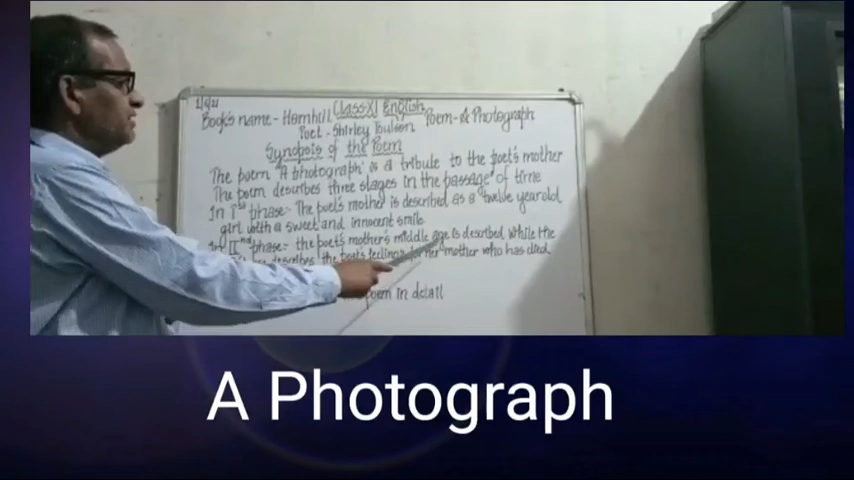 1/6/21
Class-XI English
Book's name - Hornbill Poem - A Photograph
Poet - Shirley Toulson
Synopsis of the Poem
The poem 'A photograph' is a tribute to the poet's mother
The poem describes three stages in the passage of time
In Ist phase - The poet's mother is described as a twelve year old
girl with a sweet and innocent smile
In IInd phase - the poet's mother's middle age is described while the
describes the poet's feelings for her mother who has died
poem in detail
A Photograph